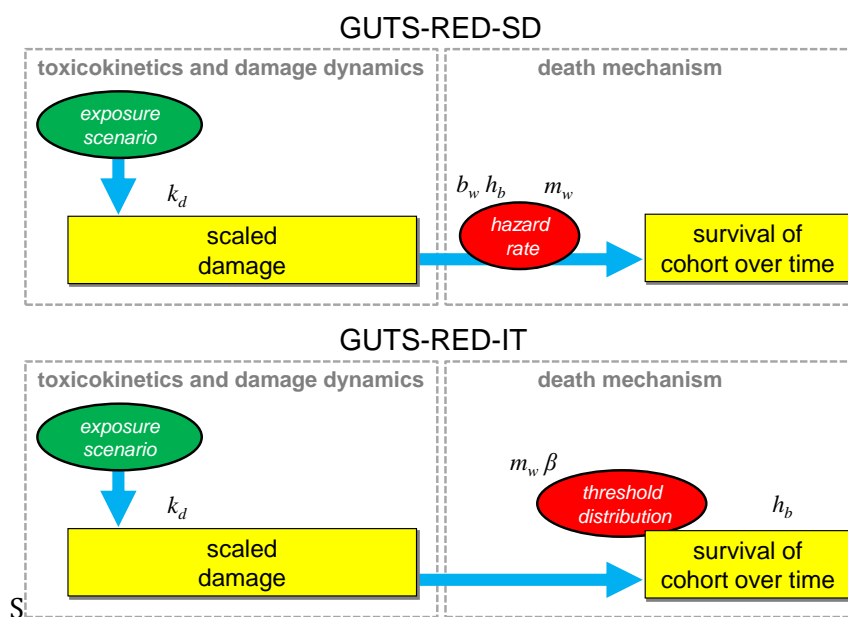 GUTS-RED-SD
toxicokinetics and damage dynamics
death mechanism
exposure
scenario
k_d
b_w h_b
m_w
hazard
rate
scaled
damage
survival of
cohort over time
GUTS-RED-IT
toxicokinetics and damage dynamics
death mechanism
exposure
scenario
k_d
m_w β
threshold
distribution
h_b
scaled
damage
survival of
cohort over time
S